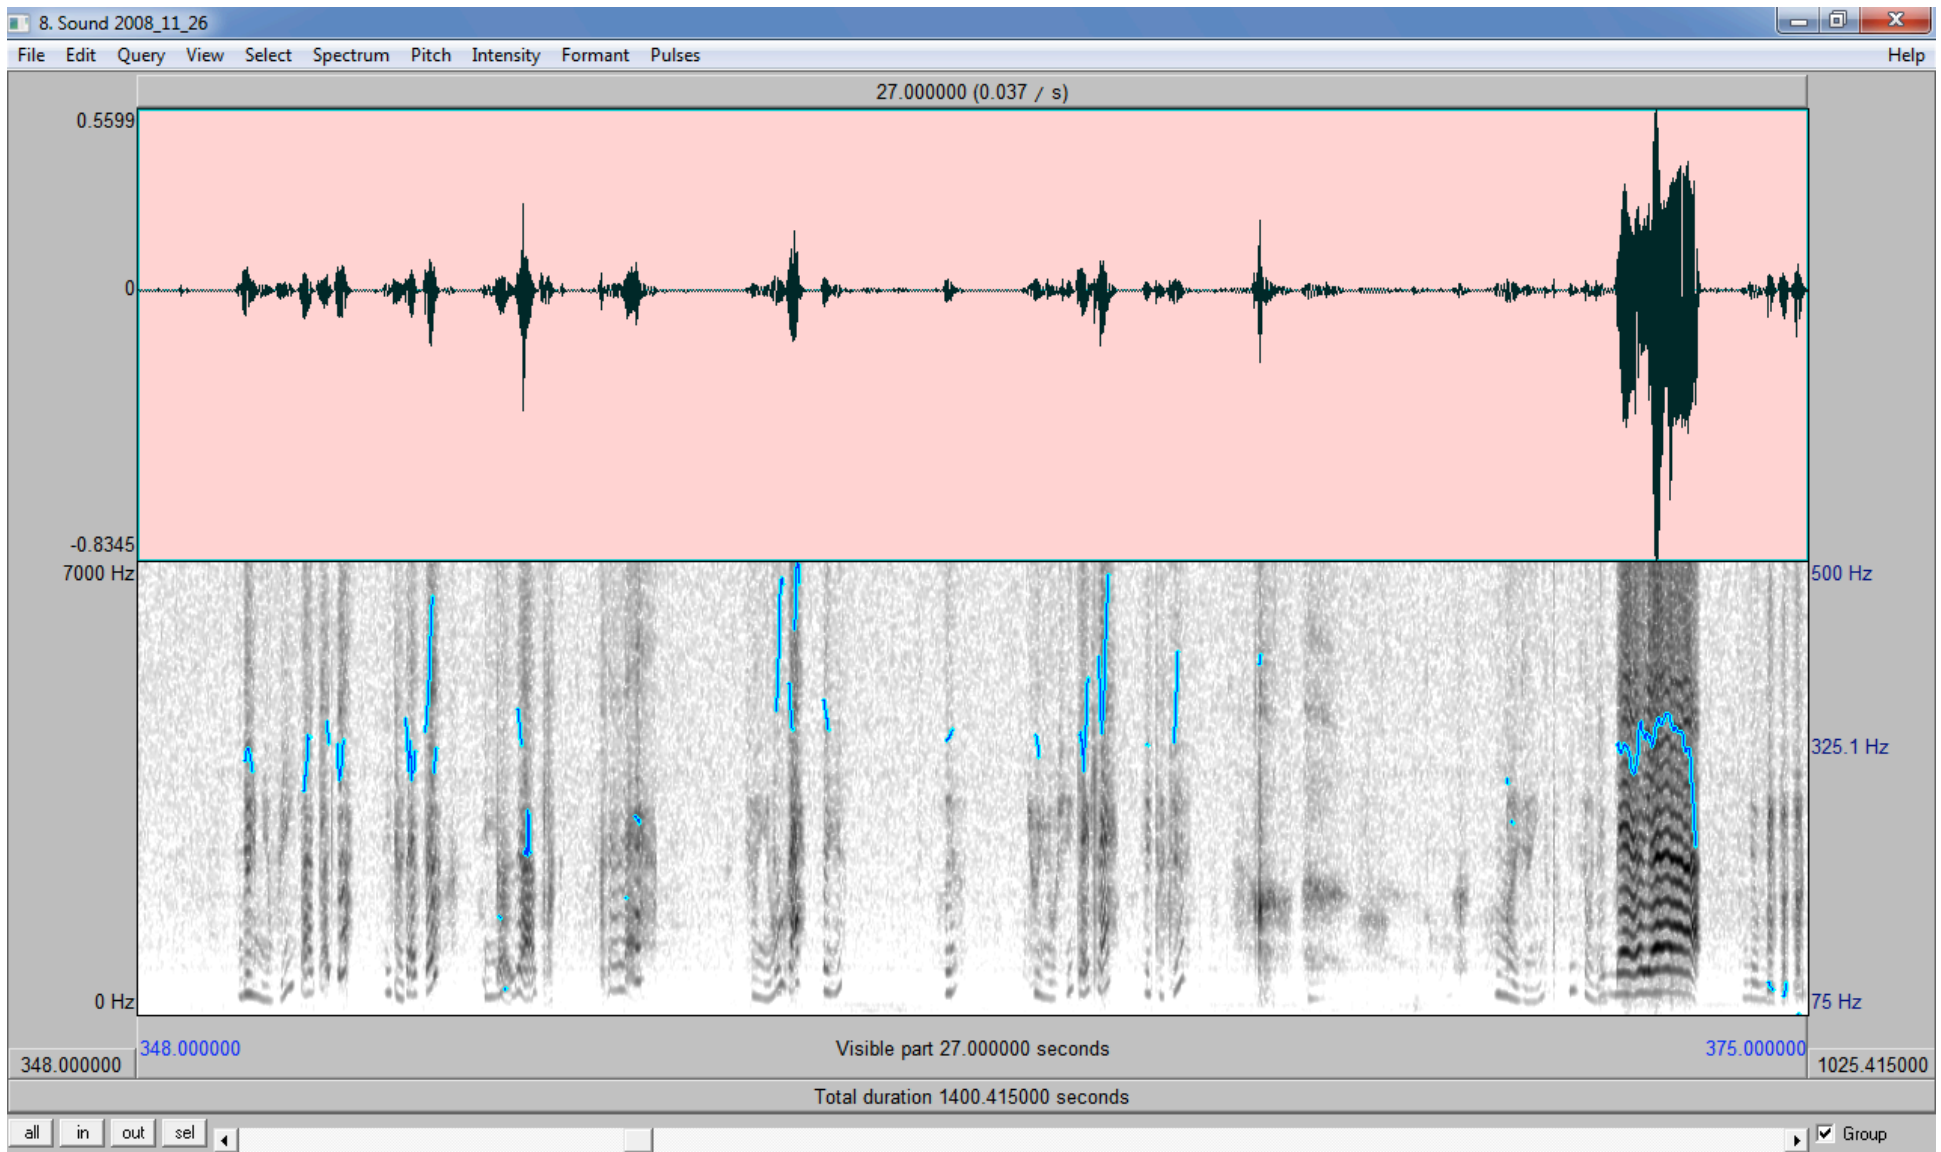 8. Sound 2008_11_26
File Edit Query View Select Spectrum Pitch Intensity Formant Pulses Help
27.000000 (0.037 / s)
0.5599
0
-0.8345
7000 Hz 500 Hz
325.1 Hz
0 Hz 75 Hz
348.000000 Visible part 27.000000 seconds 375.000000
348.000000 1025.415000
Total duration 1400.415000 seconds
all in out sel Group